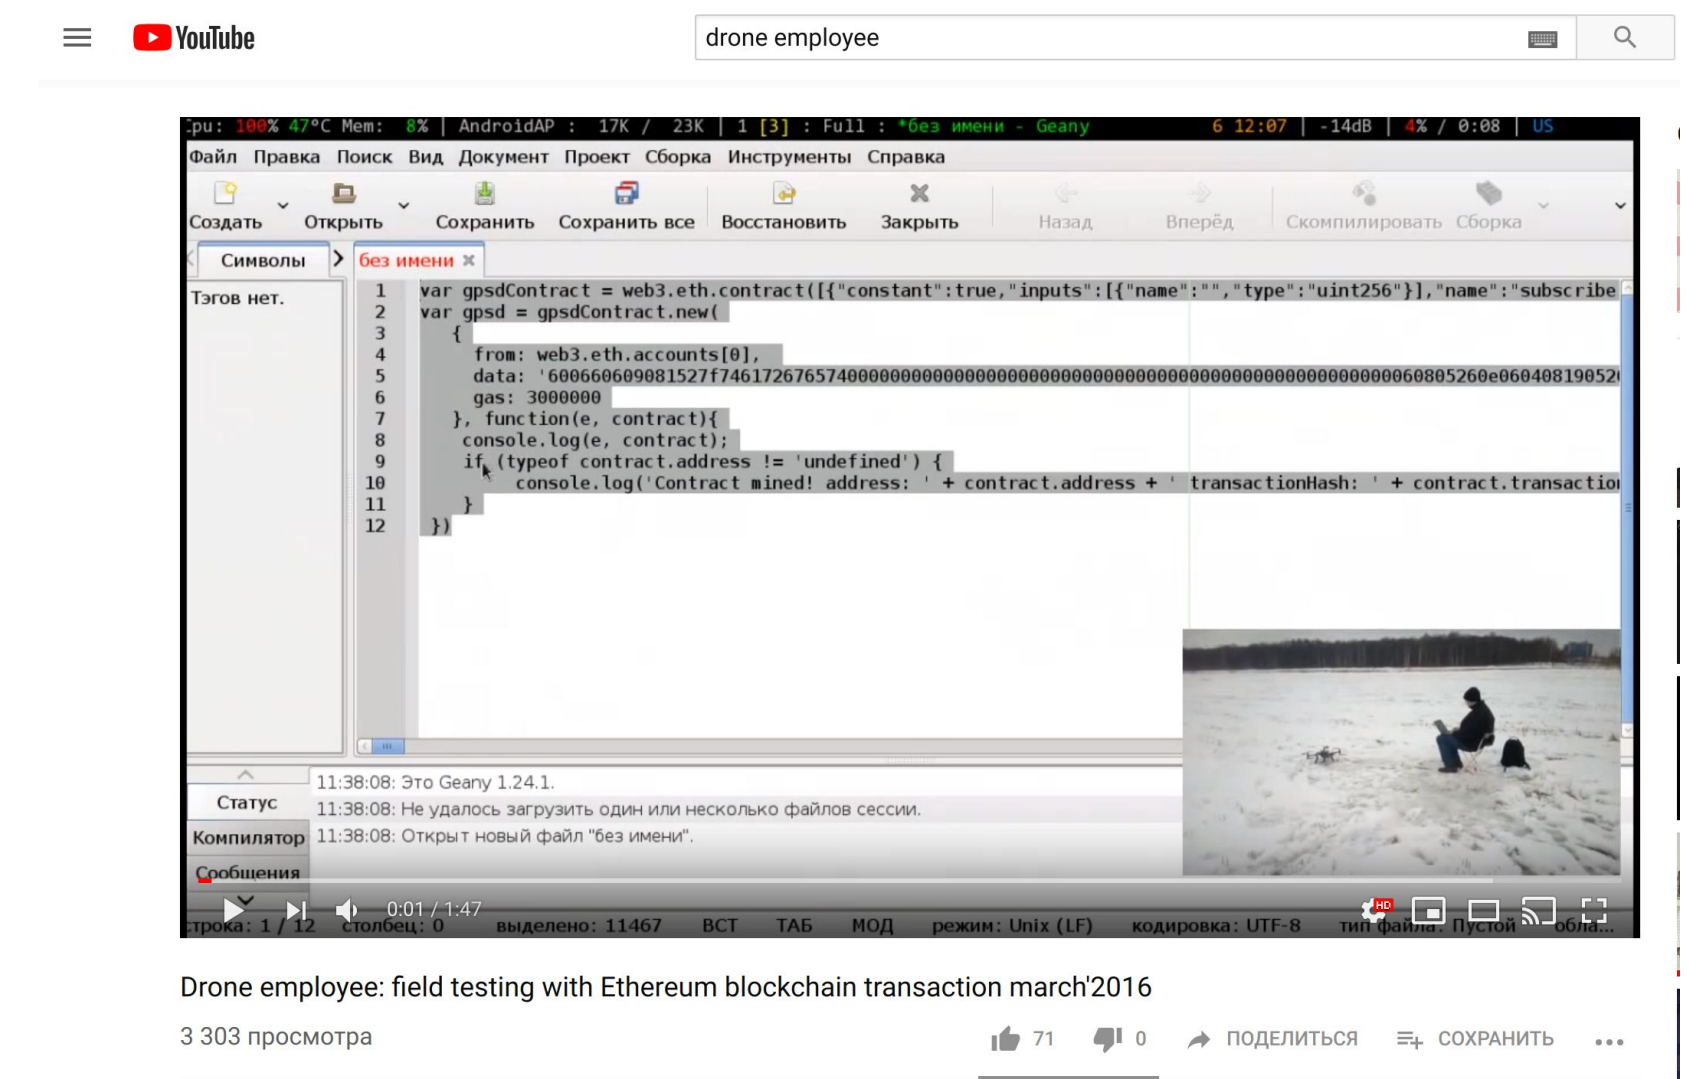 YouTube
drone employee
cpu: 100% 47°C Mem: 8% | AndroidAP : 17K / 23K | 1 [3] : Full : *без имени - Geany 6 12:07 | -14dB | 4% / 0:08 | US
Файл Правка Поиск Вид Документ Проект Сборка Инструменты Справка
Создать Открыть Сохранить Сохранить все Восстановить Закрыть Назад Вперёд Скомпилировать Сборка
Символы без имени
Тэгов нет.
1 var gpsdContract = web3.eth.contract([{"constant":true,"inputs":[{"name":"","type":"uint256"}],"name":"subscribe
2 var gpsd = gpsdContract.new(
3 {
4 from: web3.eth.accounts[0],
5
6 gas: 3000000
7 }, function(e, contract){
8 console.log(e, contract);
9 if (typeof contract.address != 'undefined') {
10 console.log('Contract mined! address: ' + contract.address + ' transactionHash: ' + contract.transaction
11 }
12 })
11:38:08: Это Geany 1.24.1.
Статус
11:38:08: Не удалось загрузить один или несколько файлов сессии.
Компилятор
11:38:08: Открыт новый файл "без имени".
Сообщения
0:01 / 1:47
HD
строка: 1 / 12 столбец: 0 выделено: 11467 ВСТ ТАБ МОД режим: Unix (LF) кодировка: UTF-8 тип файла: Пустой обла...
Drone employee: field testing with Ethereum blockchain transaction march'2016
3 303 просмотра
71 0 ПОДЕЛИТЬСЯ СОХРАНИТЬ